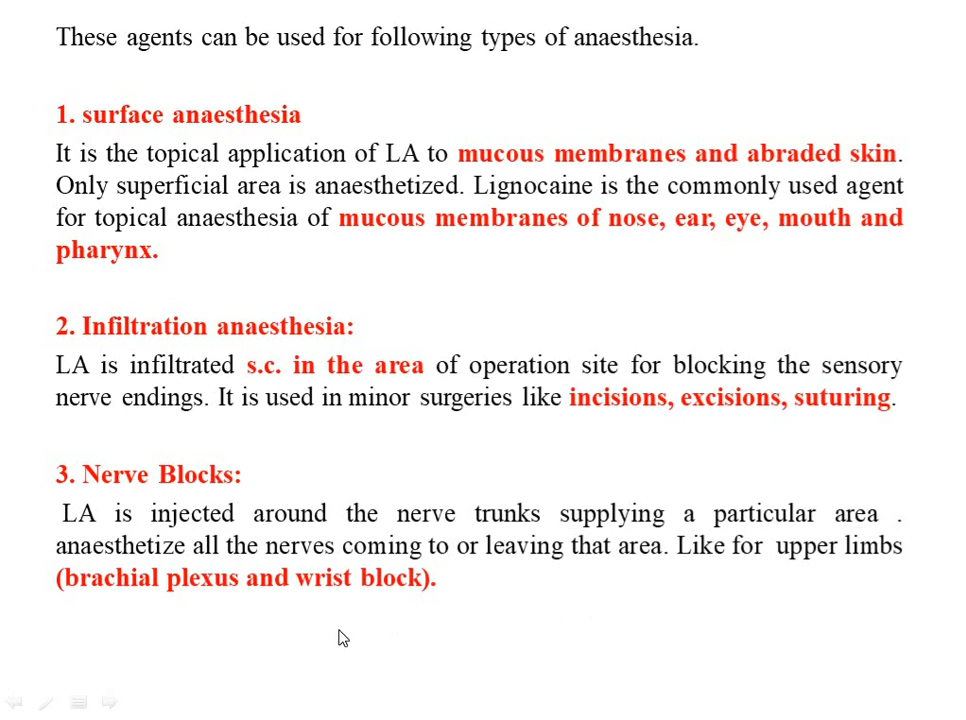 These agents can be used for following types of anaesthesia.
1. surface anaesthesia
It is the topical application of LA to mucous membranes and abraded skin.
Only superficial area is anaesthetized. Lignocaine is the commonly used agent
for topical anaesthesia of mucous membranes of nose, ear, eye, mouth and
pharynx.
2. Infiltration anaesthesia:
LA is infiltrated s.c. in the area of operation site for blocking the sensory
nerve endings. It is used in minor surgeries like incisions, excisions, suturing.
3. Nerve Blocks:
LA is injected around the nerve trunks supplying a particular area .
anaesthetize all the nerves coming to or leaving that area. Like for upper limbs
(brachial plexus and wrist block).